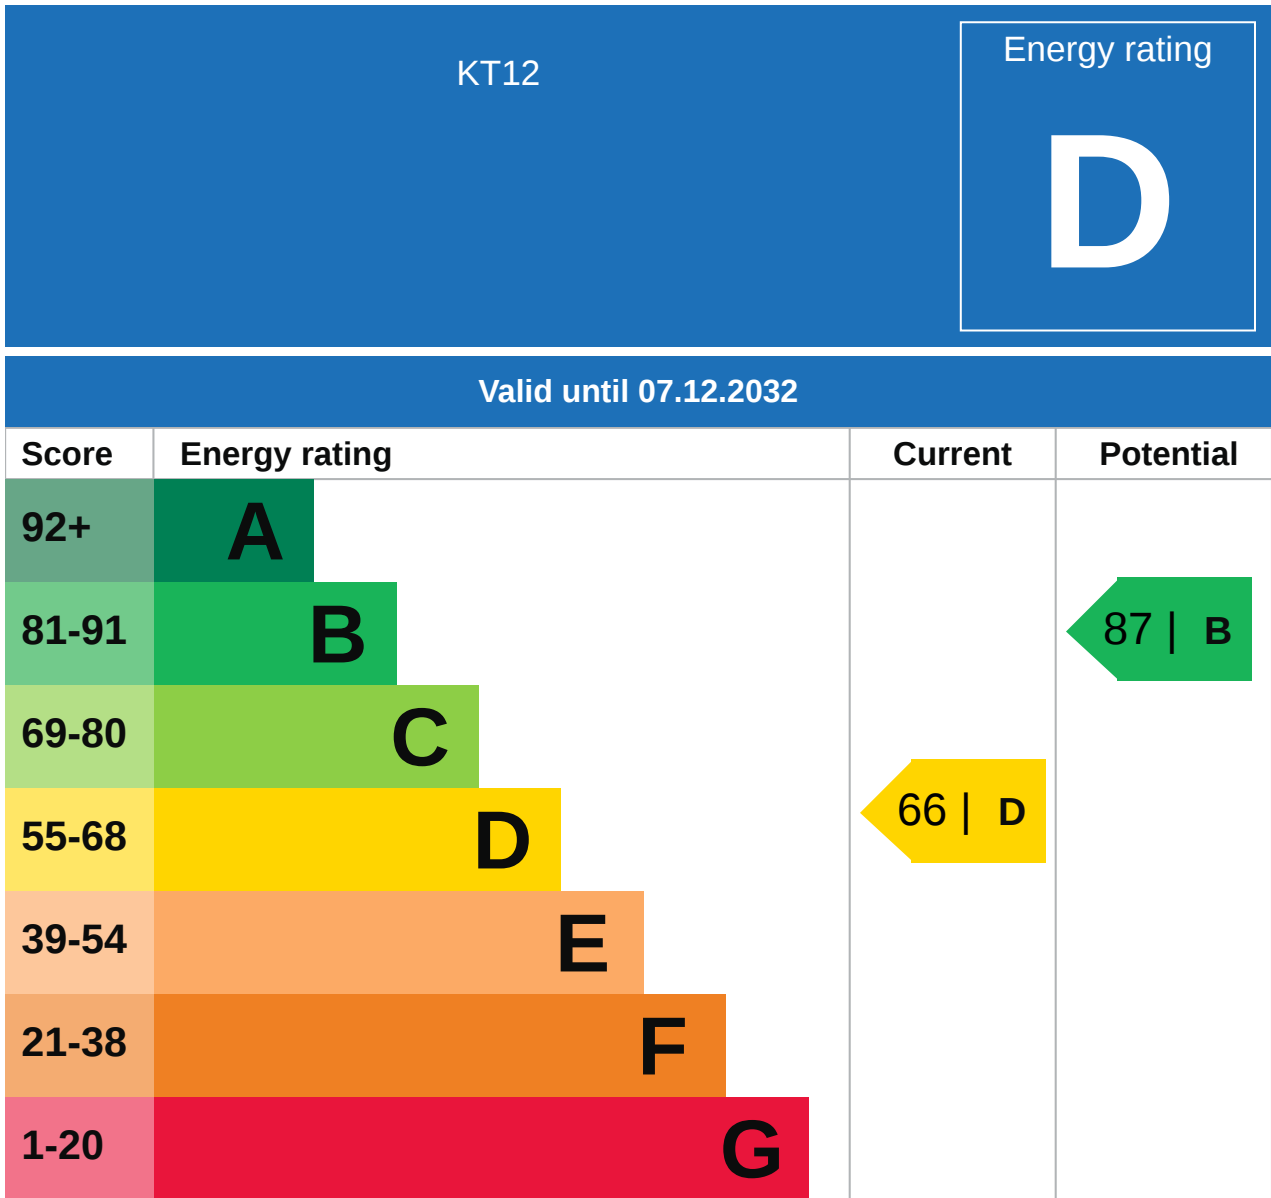 KT12
Energy rating
D
Valid until 07.12.2032
Score Energy rating Current Potential
92+ A
81-91 B 87 | B
69-80 C
55-68 D 66 | D
39-54 E
21-38 F
1-20 G